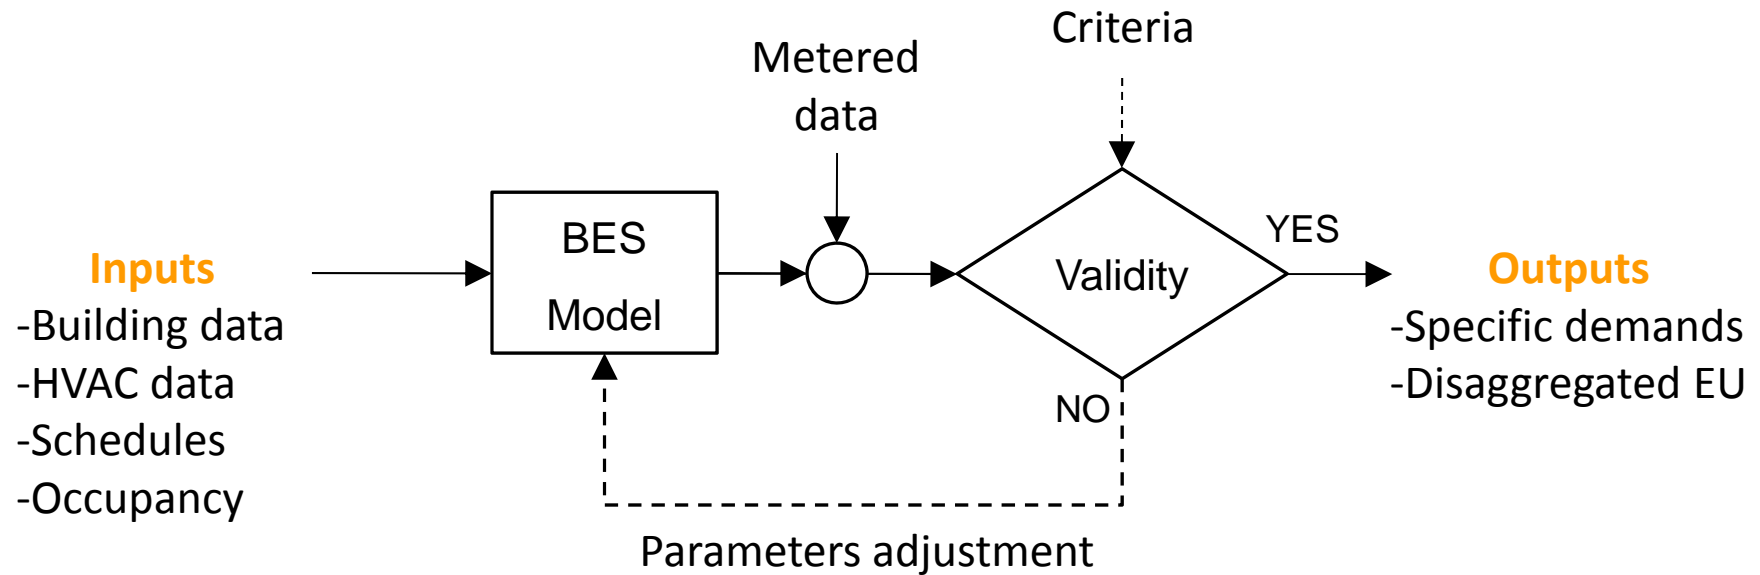 Criteria
Metered
data
Inputs
-Building data
-HVAC data
-Schedules
-Occupancy
BES
Model
Validity
YES
NO
Outputs
-Specific demands
-Disaggregated EU
Parameters adjustment